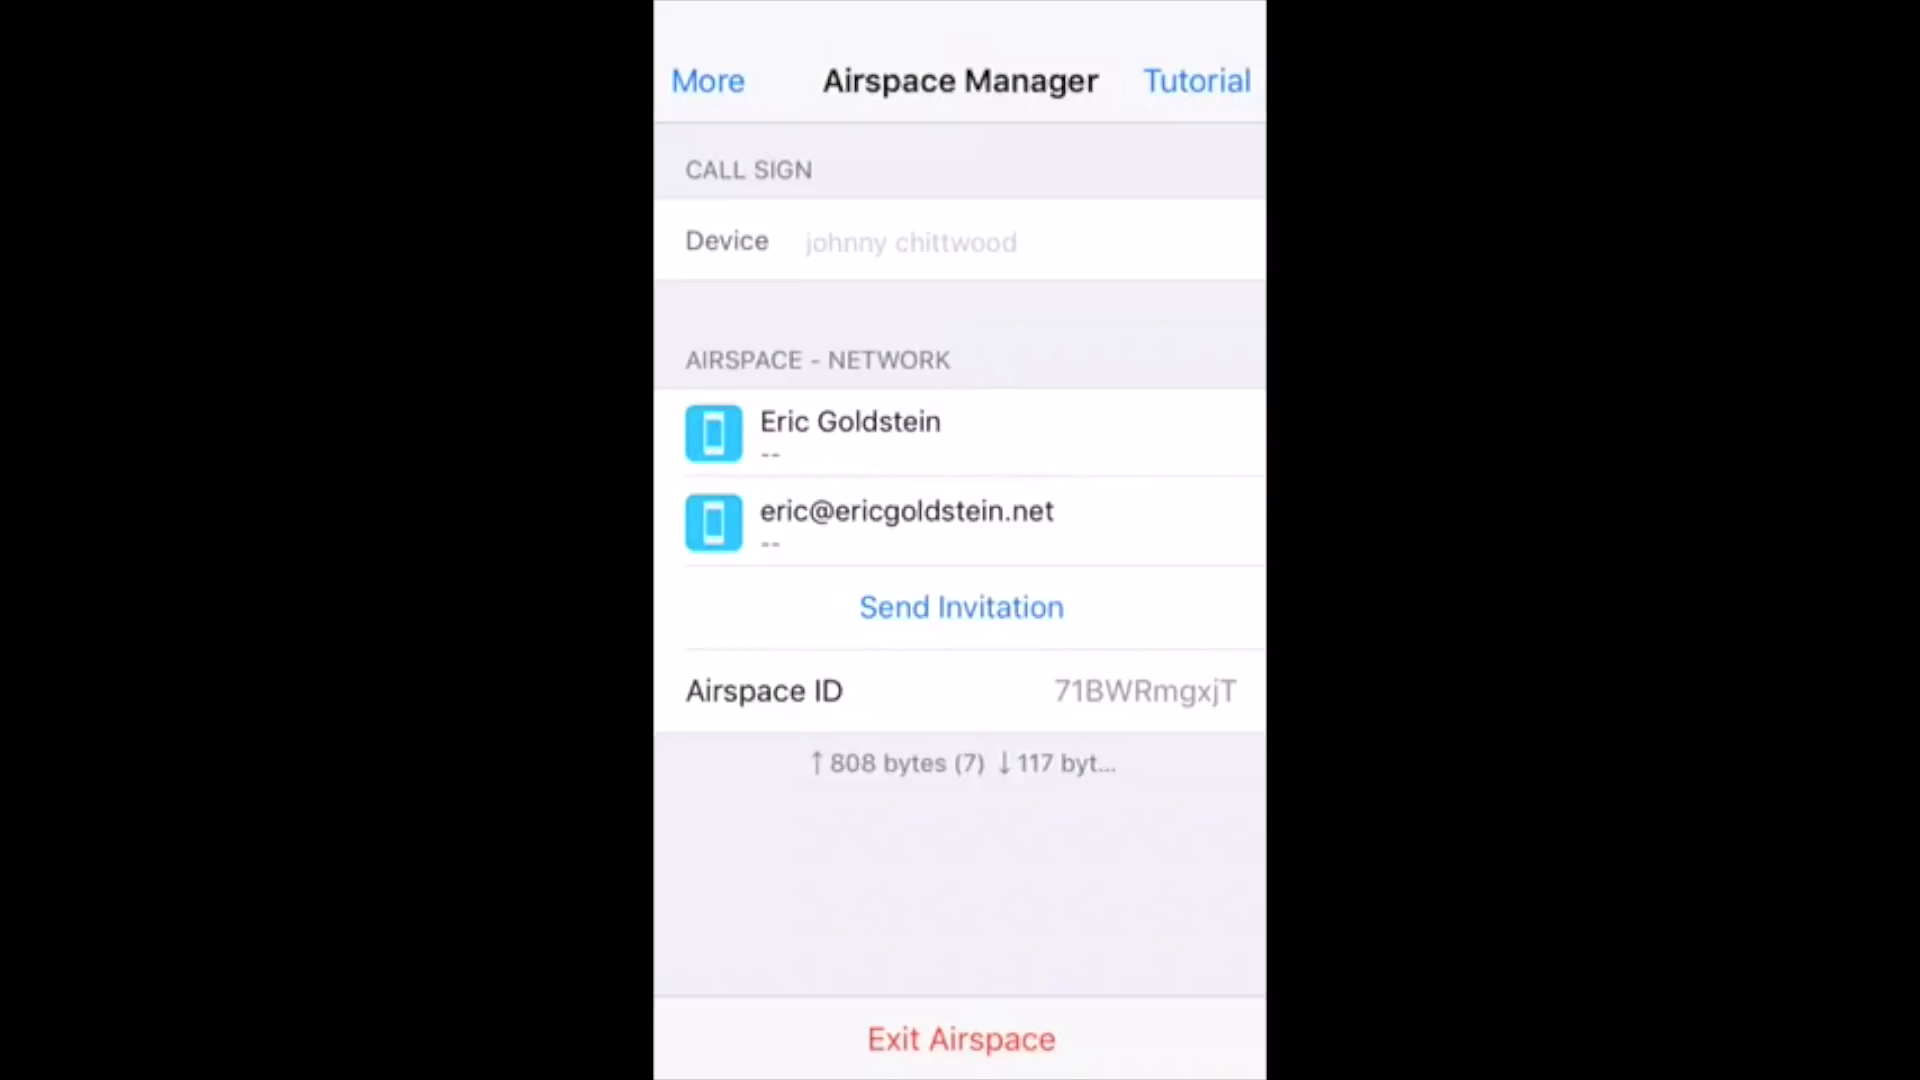 More Airspace Manager Tutorial
CALL SIGN
Device johnny chittwood
AIRSPACE - NETWORK
Eric Goldstein
--
eric@ericgoldstein.net
--
Send Invitation
Airspace ID 71BWRmgxjT
↑ 808 bytes (7) ↓ 117 byt...
Exit Airspace